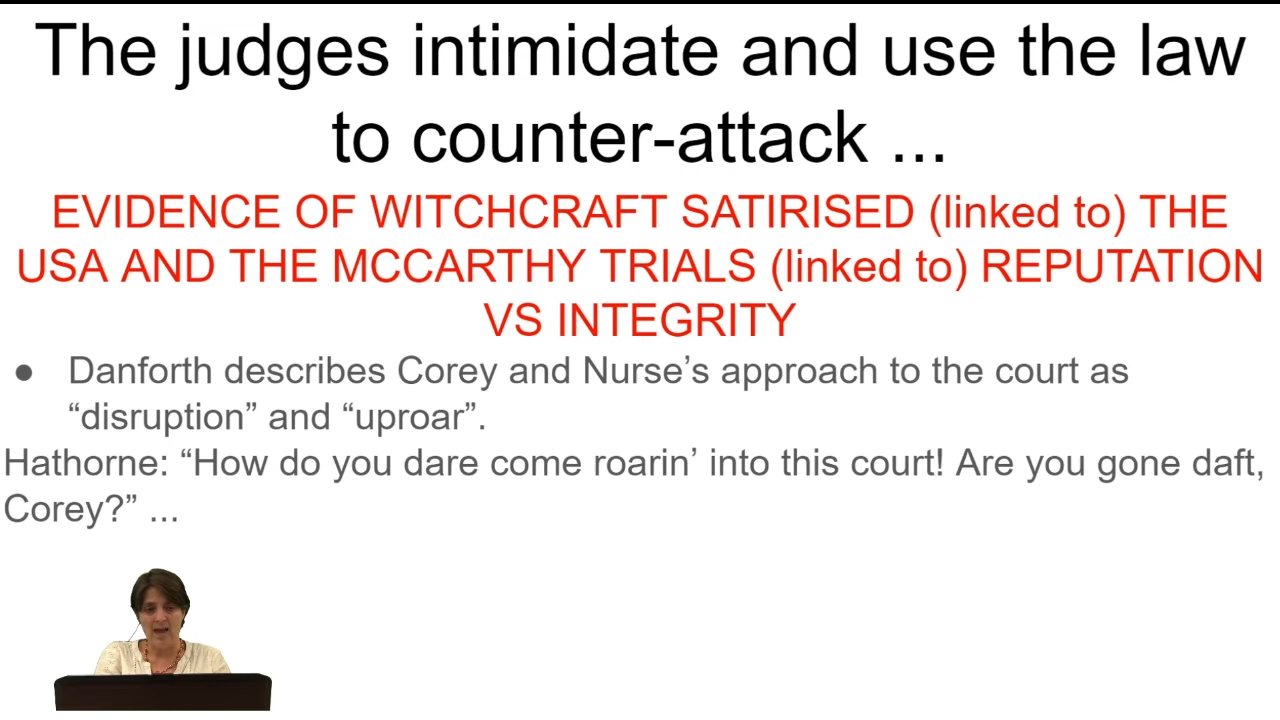 The judges intimidate and use the law
to counter-attack ...
EVIDENCE OF WITCHCRAFT SATIRISED (linked to) THE
USA AND THE MCCARTHY TRIALS (linked to) REPUTATION
VS INTEGRITY
● Danforth describes Corey and Nurse’s approach to the court as
“disruption” and “uproar”.
Hathorne: “How do you dare come roarin’ into this court! Are you gone daft,
Corey?” ...